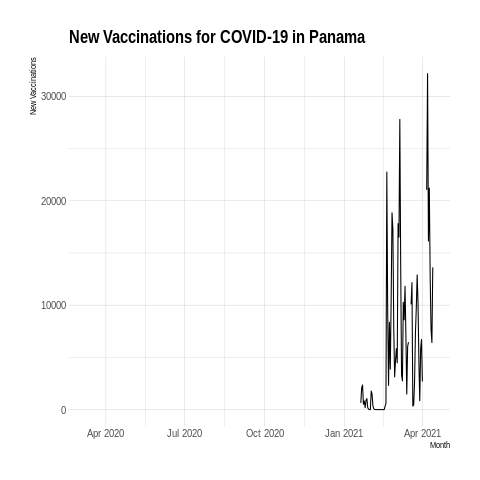 New Vaccinations for COVID-19 in Panama
New Vaccinations
30000
20000
10000
0
Apr 2020 Jul 2020 Oct 2020 Jan 2021 Apr 2021
Month